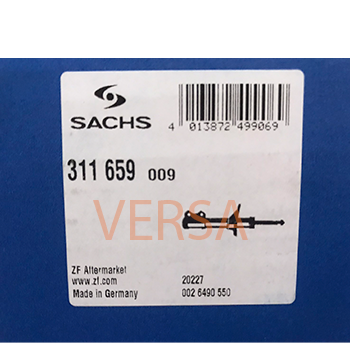 SACHS
4 013872 499069
311 659 009
VERSA
ZF Aftermarket
www.zf.com
Made in Germany
20227
002 6490 550